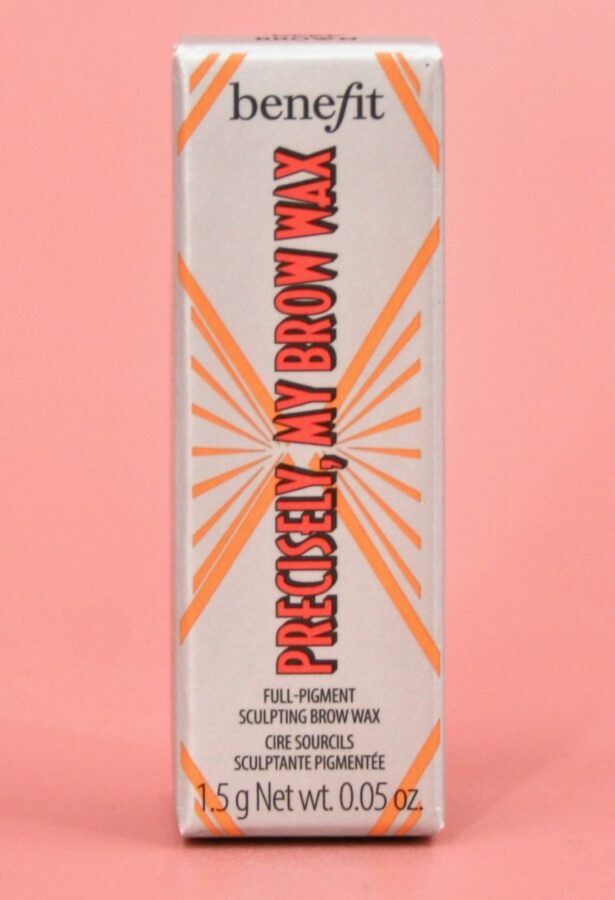 BROWN
benefit
PRECISELY, MY BROW WAX
FULL-PIGMENT
SCULPTING BROW WAX
CIRE SOURCILS
SCULPTANTE PIGMENTÉE
1.5 g Net wt. 0.05 oz.